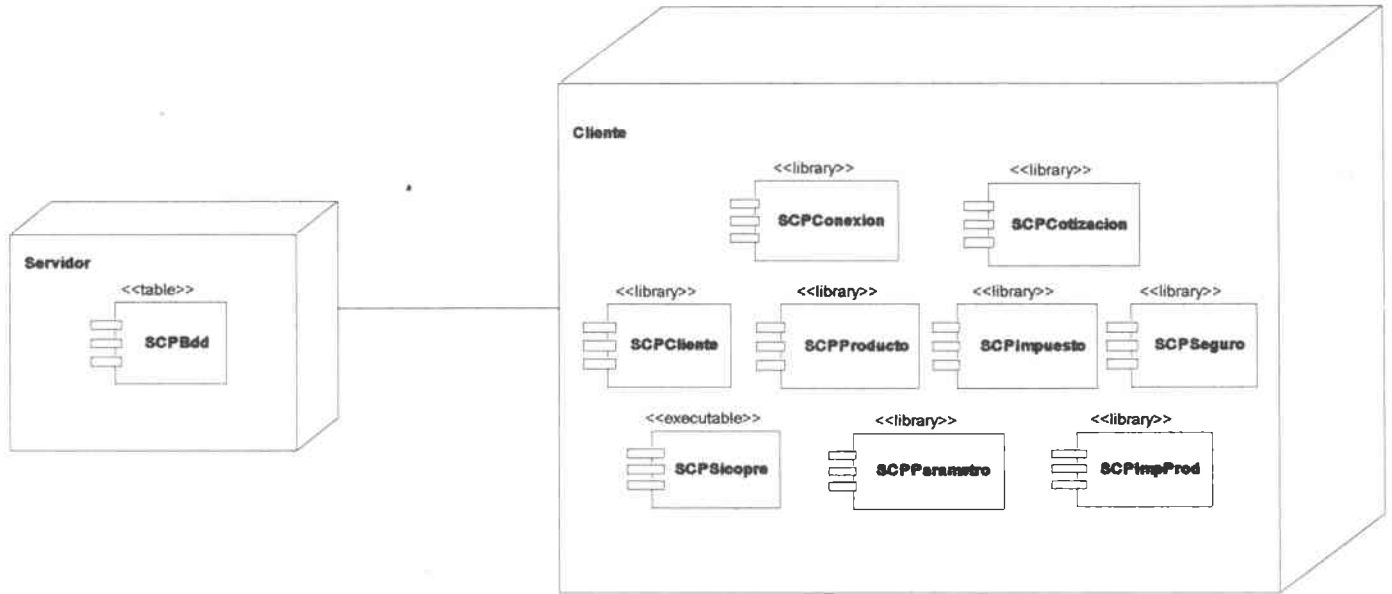 Cliente
<<library>>
<<library>>
SCPConexion
SCPCotizacion
Servidor
<<table>>
SCPBdd
<<library>>
<<library>>
<<library>>
<<library>>
SCPCliente
SCPProducto
SCPImpuesto
SCPSeguro
<<executable>>
<<library>>
<<library>>
SCPSicopre
SCPParametro
SCPImpProd